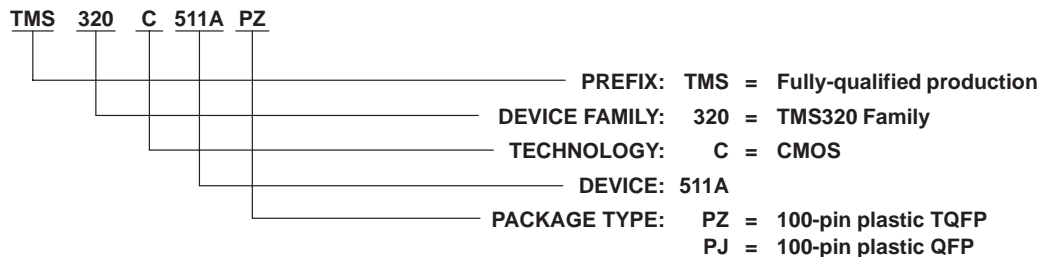 TMS 320 C 511A PZ
PREFIX: TMS = Fully-qualified production
DEVICE FAMILY: 320 = TMS320 Family
TECHNOLOGY: C = CMOS
DEVICE: 511A
PACKAGE TYPE: PZ = 100-pin plastic TQFP
PJ = 100-pin plastic QFP